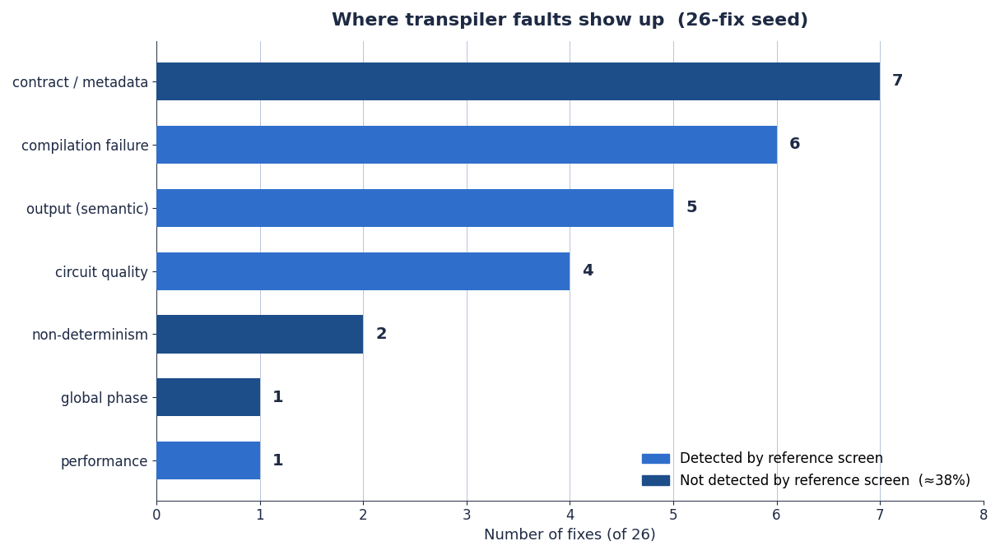 Where transpiler faults show up  (26-fix seed)
contract / metadata
7
compilation failure
6
output (semantic)
5
circuit quality
4
non-determinism
2
global phase
1
performance
1
Detected by reference screen
Not detected by reference screen  (≈38%)
0 1 2 3 4 5 6 7 8
Number of fixes (of 26)